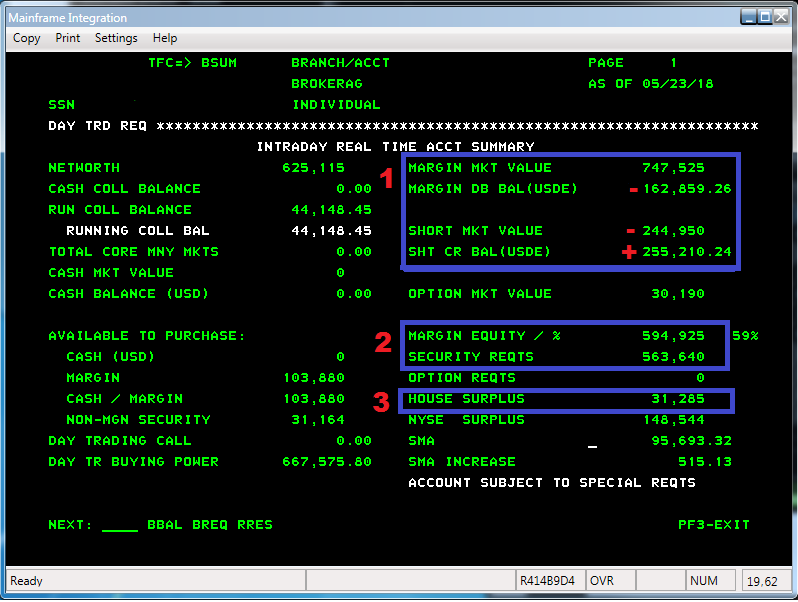 Mainframe Integration
Copy Print Settings Help
TFC=> BSUM BRANCH/ACCT PAGE 1
BROKERAG AS OF 05/23/18
SSN INDIVIDUAL
DAY TRD REQ *******************************************************************
INTRADAY REAL TIME ACCT SUMMARY
NETWORTH 625,115 1 MARGIN MKT VALUE 747,525
CASH COLL BALANCE 0.00 MARGIN DB BAL(USDE) - 162,859.26
RUN COLL BALANCE 44,148.45
RUNNING COLL BAL 44,148.45 SHORT MKT VALUE - 244,950
TOTAL CORE MNY MKTS 0.00 SHT CR BAL(USDE) + 255,210.24
CASH MKT VALUE 0
CASH BALANCE (USD) 0.00 OPTION MKT VALUE 30,190
AVAILABLE TO PURCHASE: 2 MARGIN EQUITY / % 594,925 59%
CASH (USD) 0 SECURITY REQTS 563,640
MARGIN 103,880 OPTION REQTS 0
CASH / MARGIN 103,880 3 HOUSE SURPLUS 31,285
NON-MGN SECURITY 31,164 NYSE SURPLUS 148,544
DAY TRADING CALL 0.00 SMA _ 95,693.32
DAY TR BUYING POWER 667,575.80 SMA INCREASE 515.13
ACCOUNT SUBJECT TO SPECIAL REQTS
NEXT: ____ BBAL BREQ RRES PF3-EXIT
Ready R414B9D4 OVR NUM 19,62